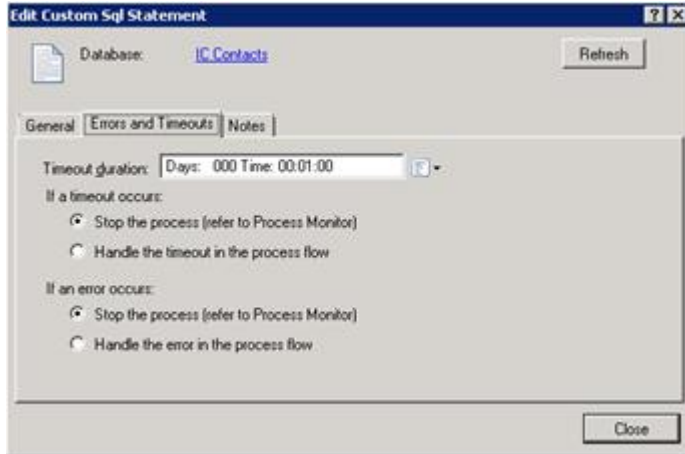 Edit Custom Sql Statement
Database: IC Contacts
Refresh
General Errors and Timeouts Notes
Timeout duration: Days: 000 Time: 00:01:00
If a timeout occurs:
Stop the process (refer to Process Monitor)
Handle the timeout in the process flow
If an error occurs:
Stop the process (refer to Process Monitor)
Handle the error in the process flow
Close